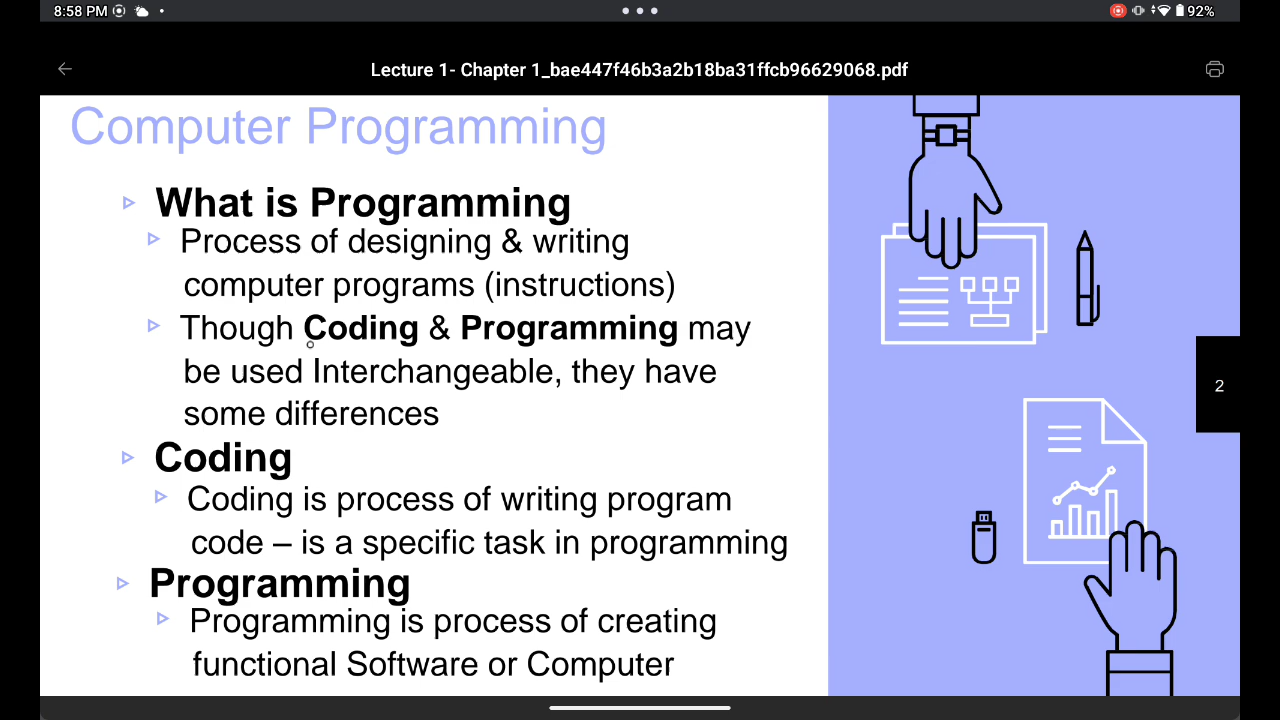 8:58 PM
92%
Lecture 1- Chapter 1_bae447f46b3a2b18ba31ffcb96629068.pdf
Computer Programming
What is Programming
Process of designing & writing
computer programs (instructions)
Though Coding & Programming may
be used Interchangeable, they have
some differences
2
Coding
Coding is process of writing program
code – is a specific task in programming
Programming
Programming is process of creating
functional Software or Computer